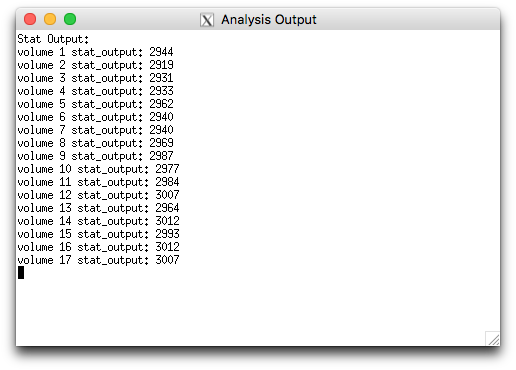 Analysis Output
Stat Output:
volume 1 stat_output: 2944
volume 2 stat_output: 2919
volume 3 stat_output: 2931
volume 4 stat_output: 2933
volume 5 stat_output: 2962
volume 6 stat_output: 2940
volume 7 stat_output: 2940
volume 8 stat_output: 2969
volume 9 stat_output: 2987
volume 10 stat_output: 2977
volume 11 stat_output: 2984
volume 12 stat_output: 3007
volume 13 stat_output: 2964
volume 14 stat_output: 3012
volume 15 stat_output: 2993
volume 16 stat_output: 3012
volume 17 stat_output: 3007